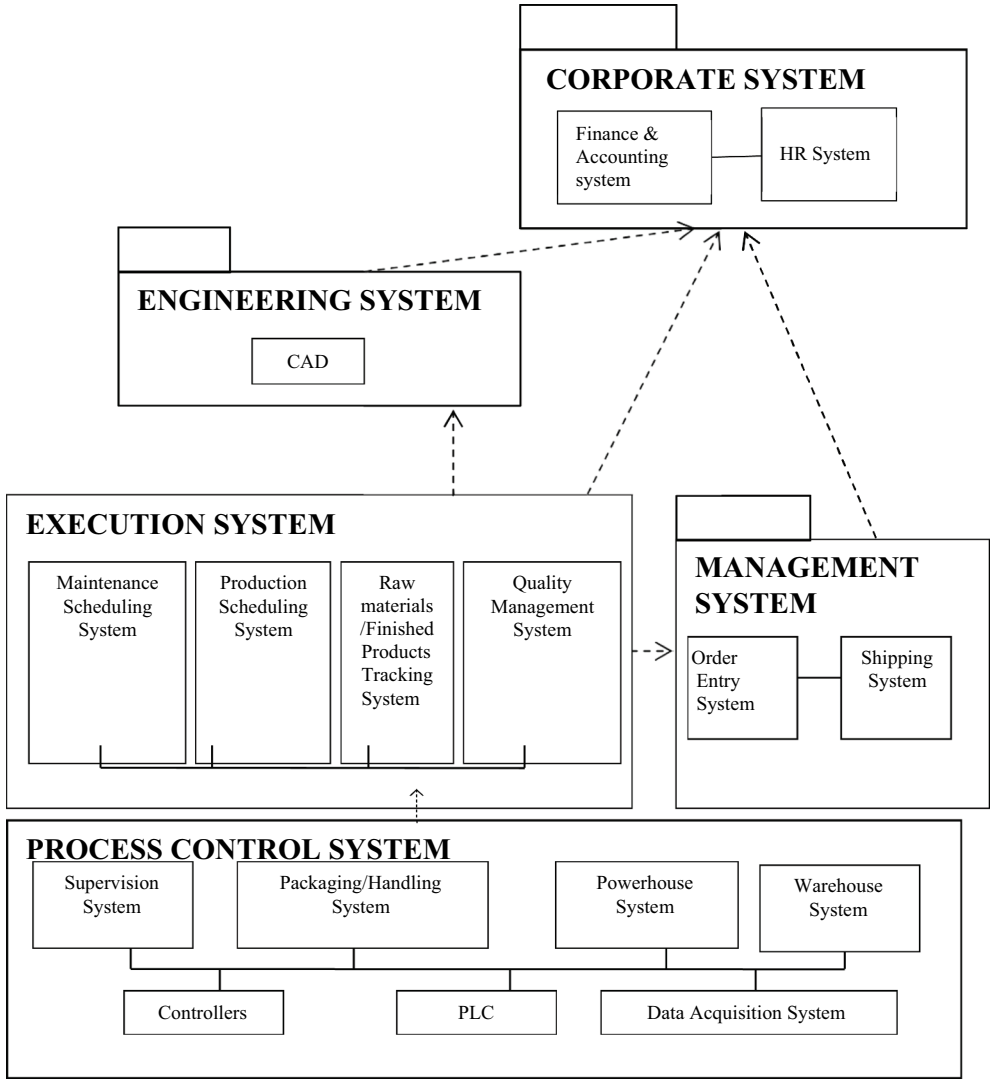 CORPORATE SYSTEM
Finance &
Accounting
system
HR System
ENGINEERING SYSTEM
CAD
EXECUTION SYSTEM
Maintenance
Scheduling
System
Production
Scheduling
System
Raw
materials
/Finished
Products
Tracking
System
Quality
Management
System
MANAGEMENT
SYSTEM
Order
Entry
System
Shipping
System
PROCESS CONTROL SYSTEM
Supervision
System
Packaging/Handling
System
Powerhouse
System
Warehouse
System
Controllers
PLC
Data Acquisition System